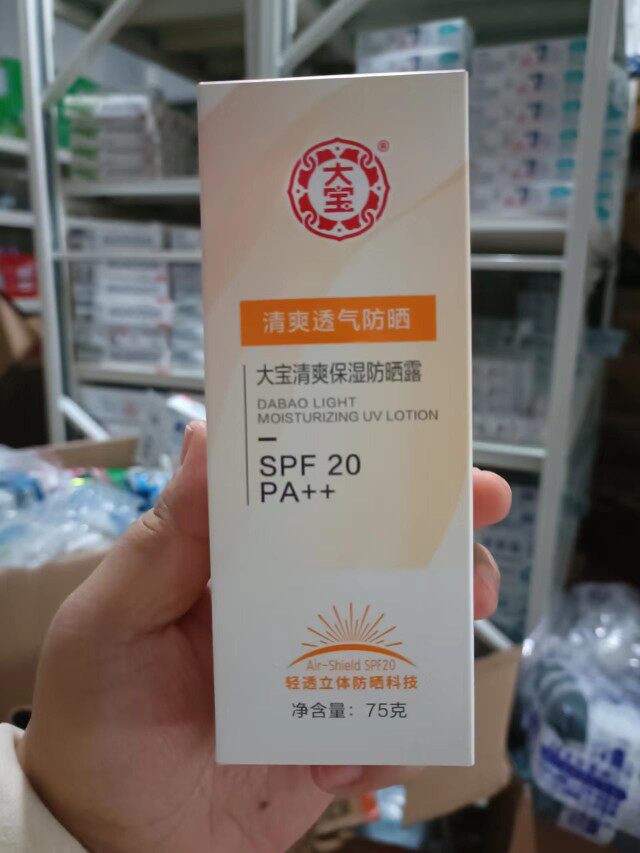 大宝
®
清爽透气防晒
大宝清爽保湿防晒露
DABAO LIGHT
MOISTURIZING UV LOTION
SPF 20
PA++
Air-Shield SPF20
轻透立体防晒科技
净含量：75克